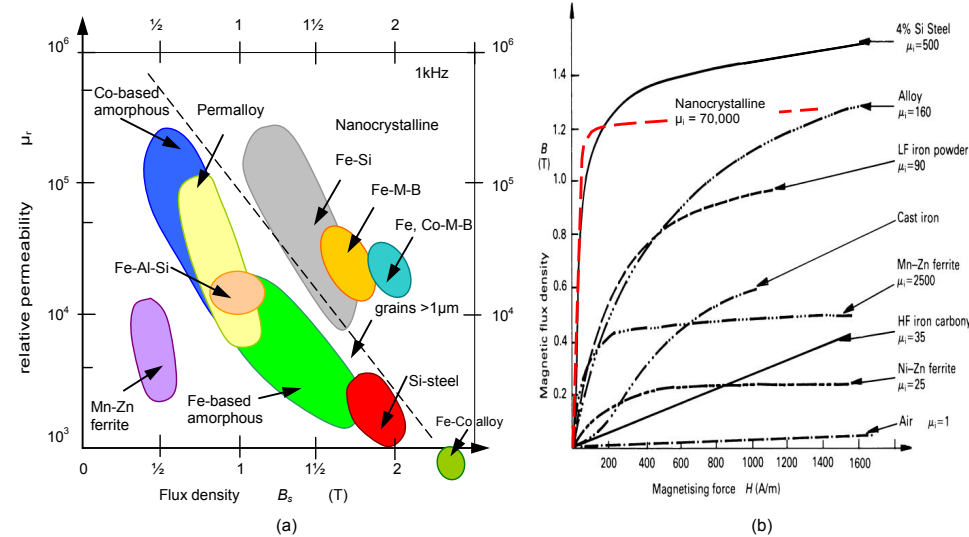 ½ 1 1½ 2
10⁶ 10⁶
1kHz
Co-based
amorphous
Permalloy
Nanocrystalline
Fe-Si
μr
10⁵ 10⁵
Fe-M-B
Fe, Co-M-B
relative permeability
Fe-Al-Si
grains >1μm
10⁴ 10⁴
Si-steel
Mn-Zn
ferrite
Fe-based
amorphous
Fe-Co alloy
10³
0 ½ 1 1½ 2
Flux density Bs (T)
(a)
4% Si Steel
μi=500
1.4
Nanocrystalline
μi = 70,000
Alloy
μi=160
1.2
B
(T)
LF iron powder
μi=90
1.0
Cast iron
0.8
Magnetic flux density
Mn–Zn ferrite
μi=2500
0.6
HF iron carbony
μi=35
0.4
Ni–Zn ferrite
μi=25
0.2
Air μi=1
200 400 600 800 1000 1200 1400 1600
Magnetising force H (A/m)
(b)